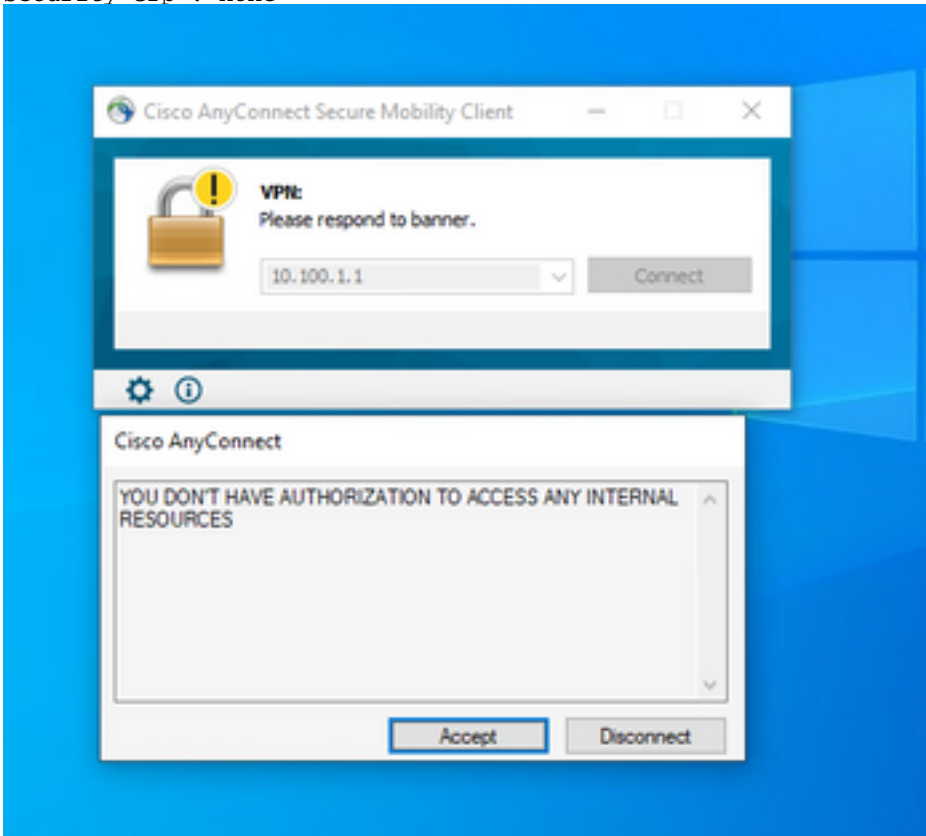 Cisco AnyConnect Secure Mobility Client
VPN:
Please respond to banner.
10.100.1.1
Connect
Cisco AnyConnect
YOU DON'T HAVE AUTHORIZATION TO ACCESS ANY INTERNAL
RESOURCES
Accept
Disconnect